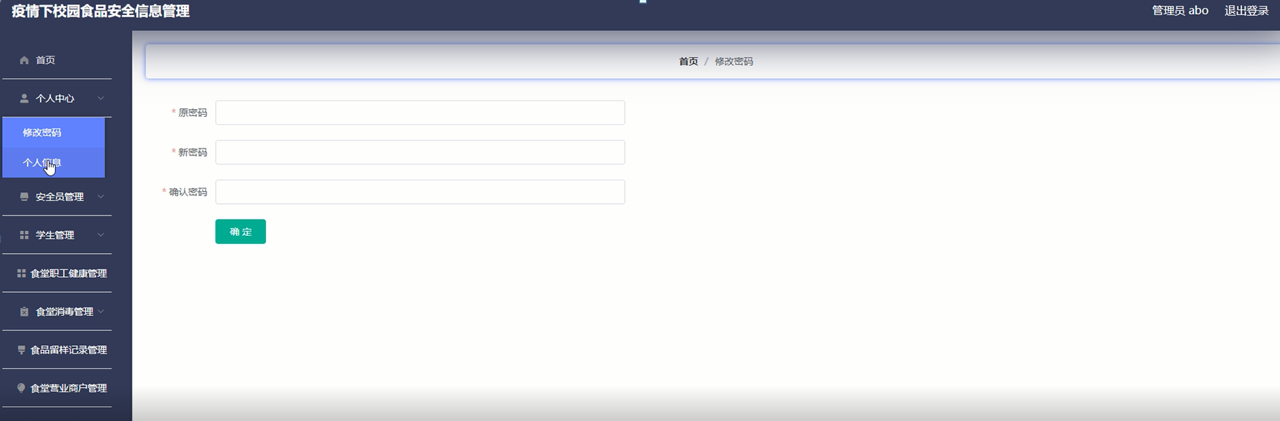 疫情下校园食品安全信息管理
管理员 abo 退出登录
首页
个人中心
修改密码
个人信息
安全员管理
学生管理
食堂职工健康管理
食堂消毒管理
食品留样记录管理
食堂营业商户管理
首页 / 修改密码
* 原密码
* 新密码
* 确认密码
确 定